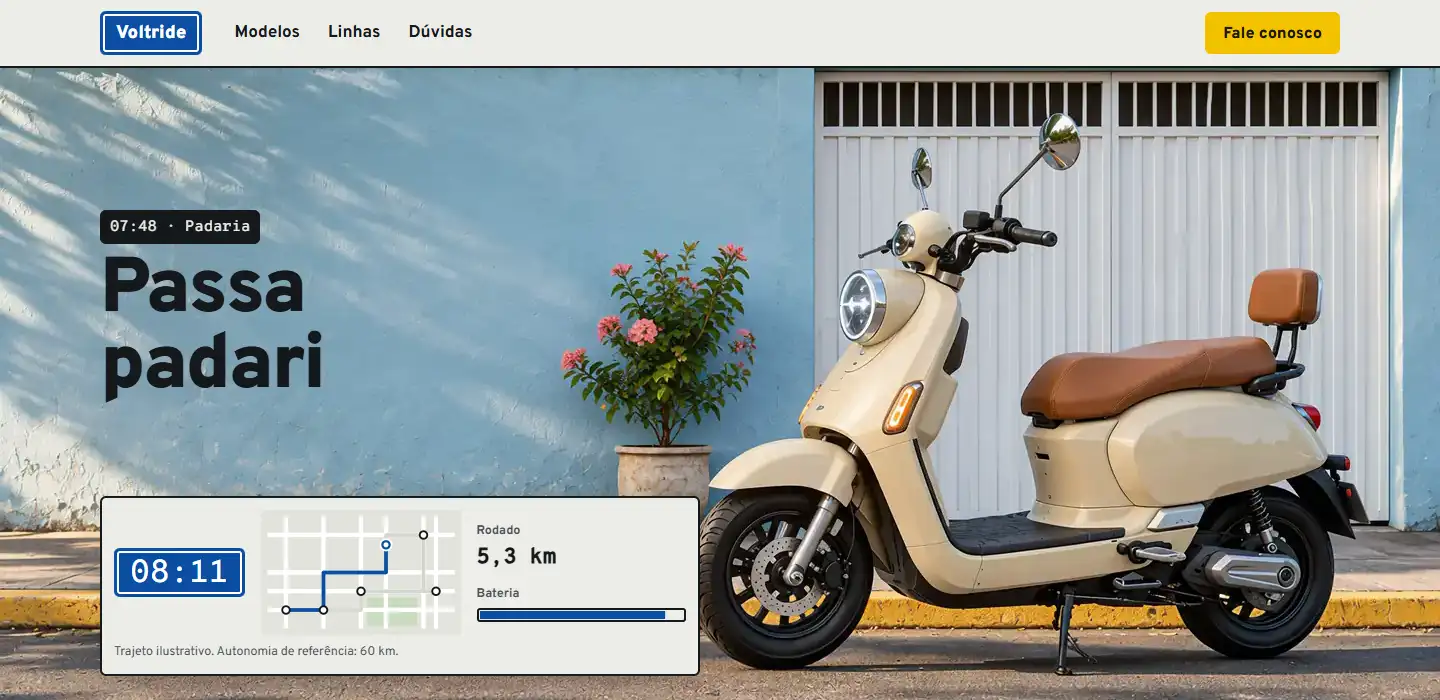 Voltride
Modelos
Linhas
Dúvidas
Fale conosco
07:48 · Padaria
Passa
padari
08:11
Rodado
5,3 km
Bateria
Trajeto ilustrativo. Autonomia de referência: 60 km.